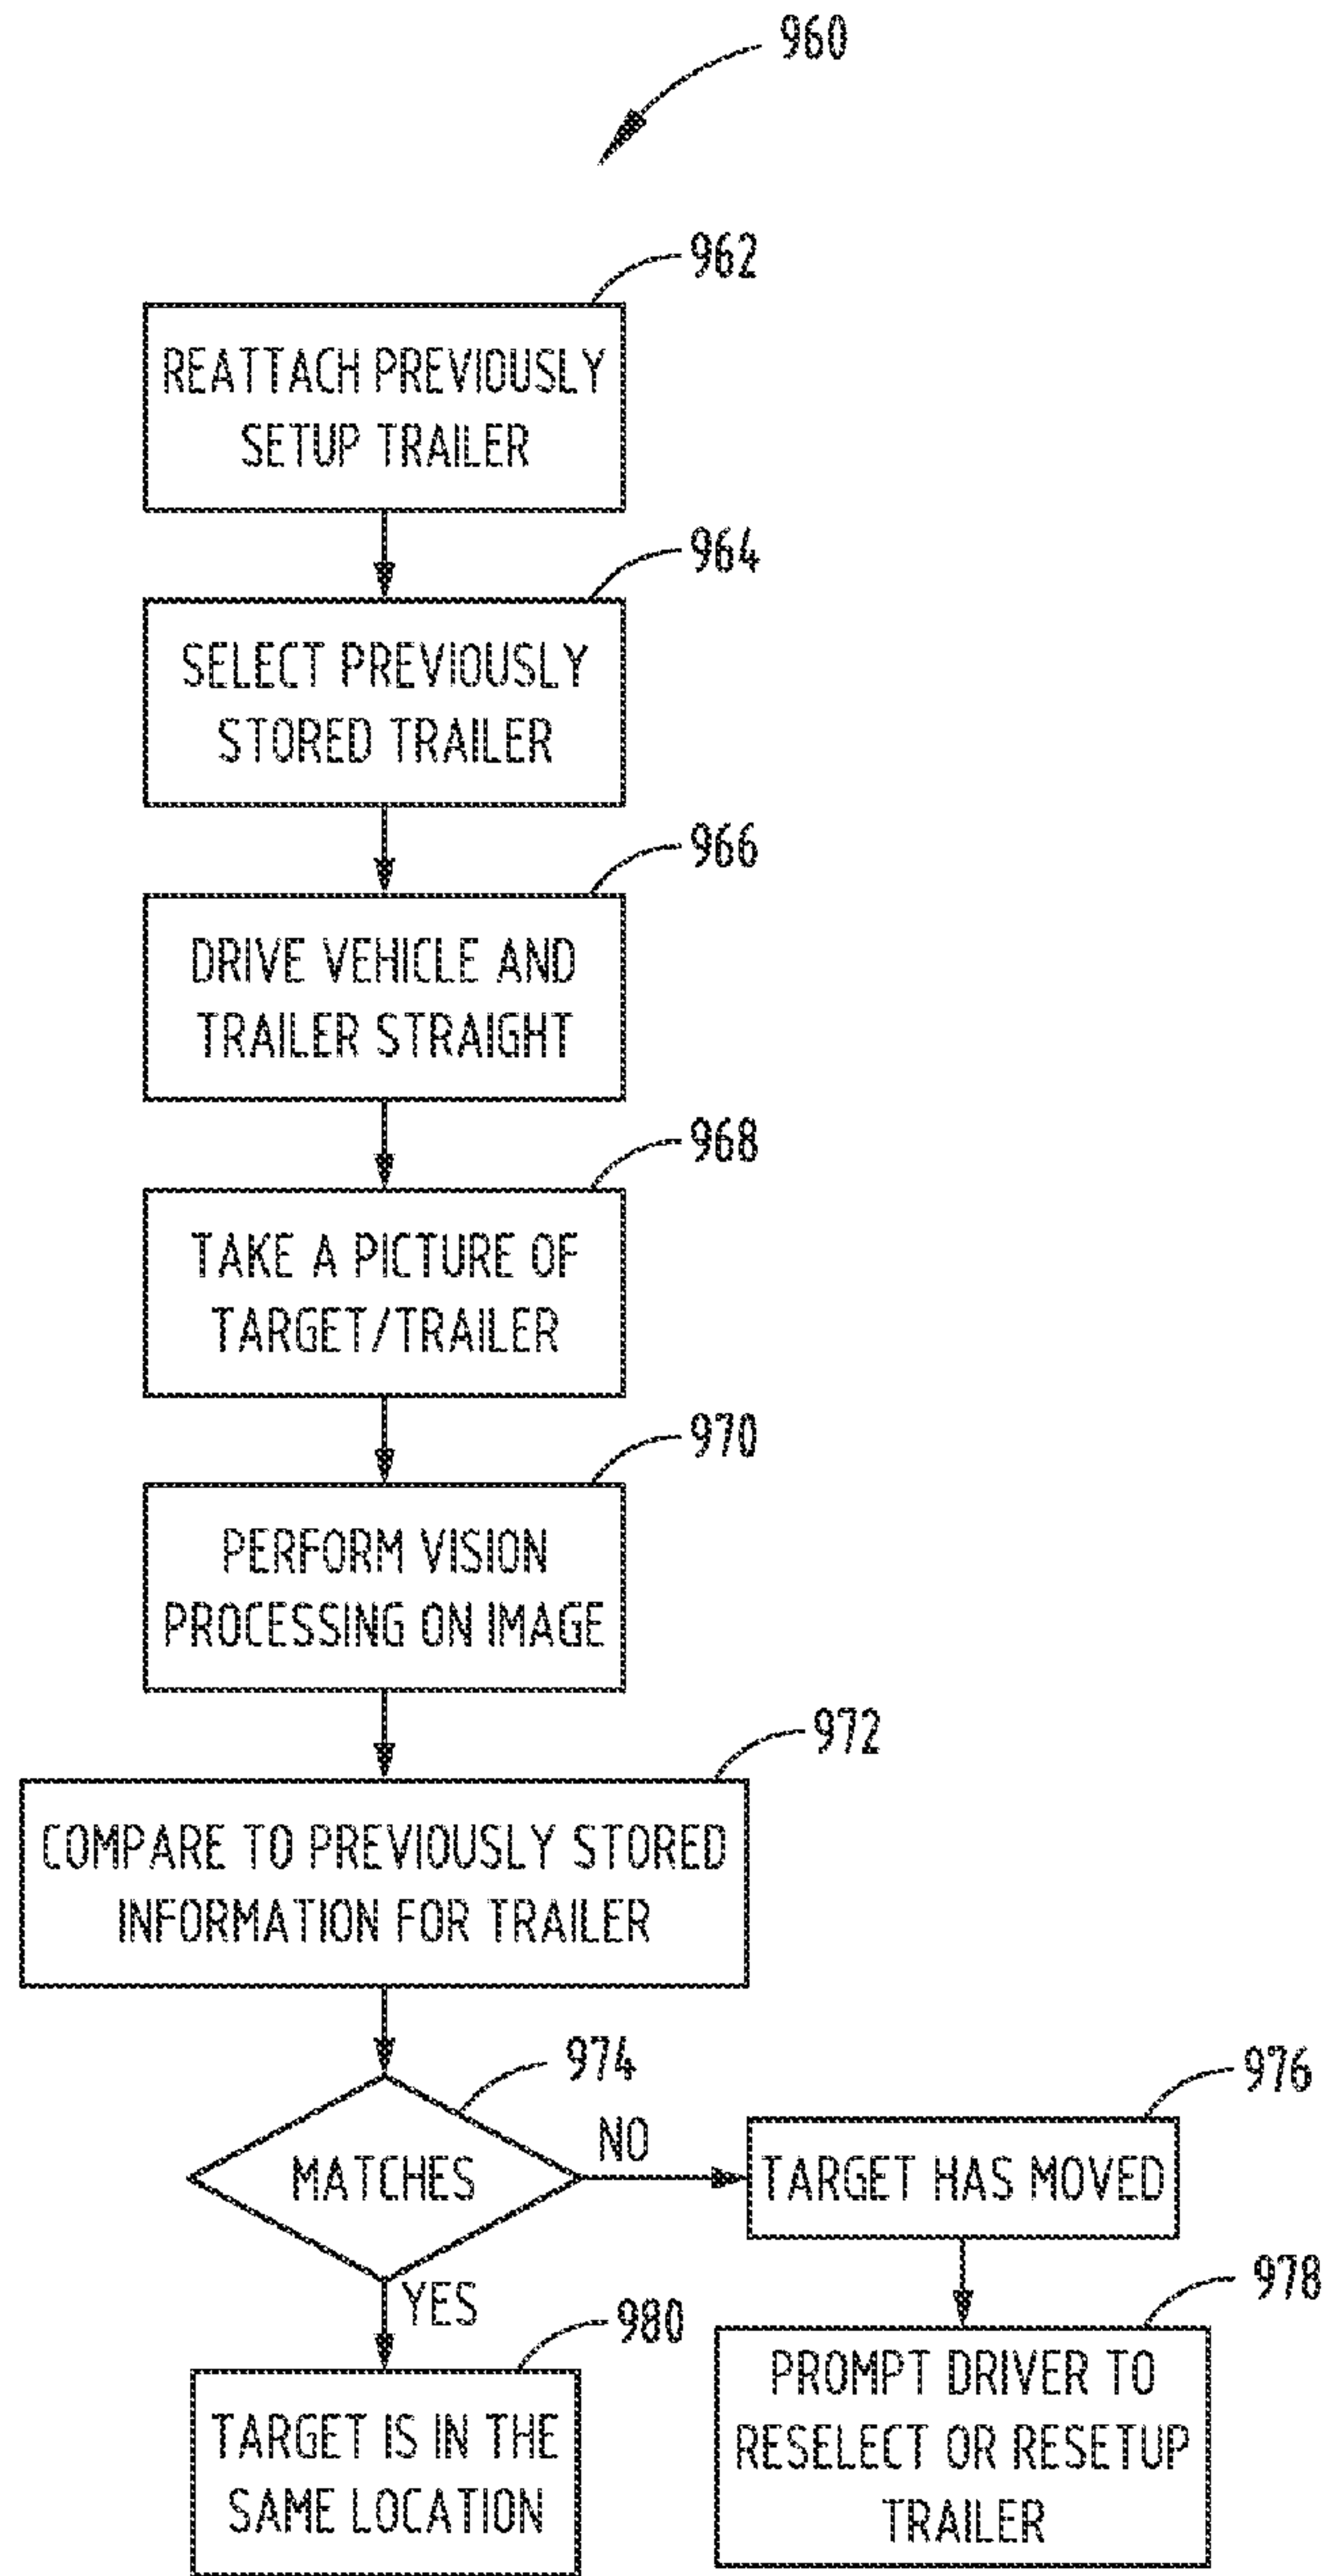 960
962
REATTACH PREVIOUSLY
SETUP TRAILER
964
SELECT PREVIOUSLY
STORED TRAILER
966
DRIVE VEHICLE AND
TRAILER STRAIGHT
968
TAKE A PICTURE OF
TARGET/TRAILER
970
PERFORM VISION
PROCESSING ON IMAGE
972
COMPARE TO PREVIOUSLY STORED
INFORMATION FOR TRAILER
974
MATCHES
NO
976
TARGET HAS MOVED
978
PROMPT DRIVER TO
RESELECT OR RESETUP
TRAILER
YES
980
TARGET IS IN THE
SAME LOCATION